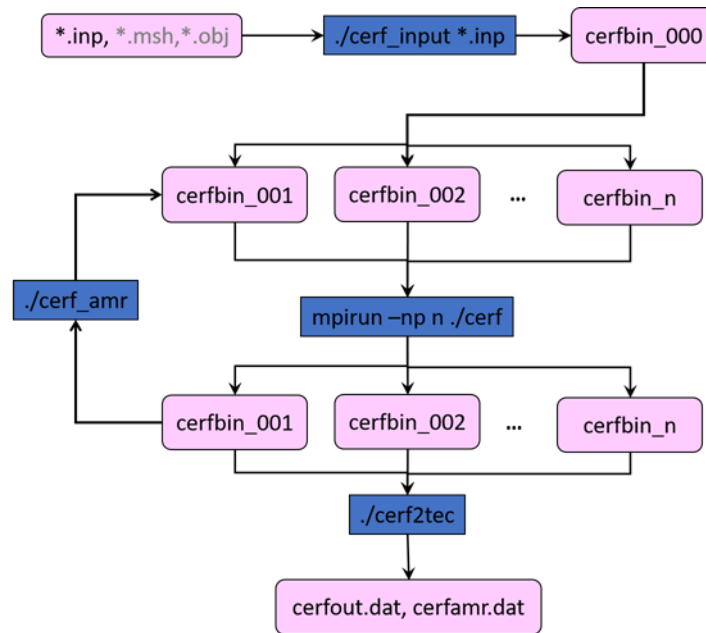 *.inp, *.msh,*.obj
./cerf_input *.inp
cerfbin_000
cerfbin_001
cerfbin_002
...
cerfbin_n
./cerf_amr
mpirun –np n ./cerf
cerfbin_001
cerfbin_002
...
cerfbin_n
./cerf2tec
cerfout.dat, cerfamr.dat